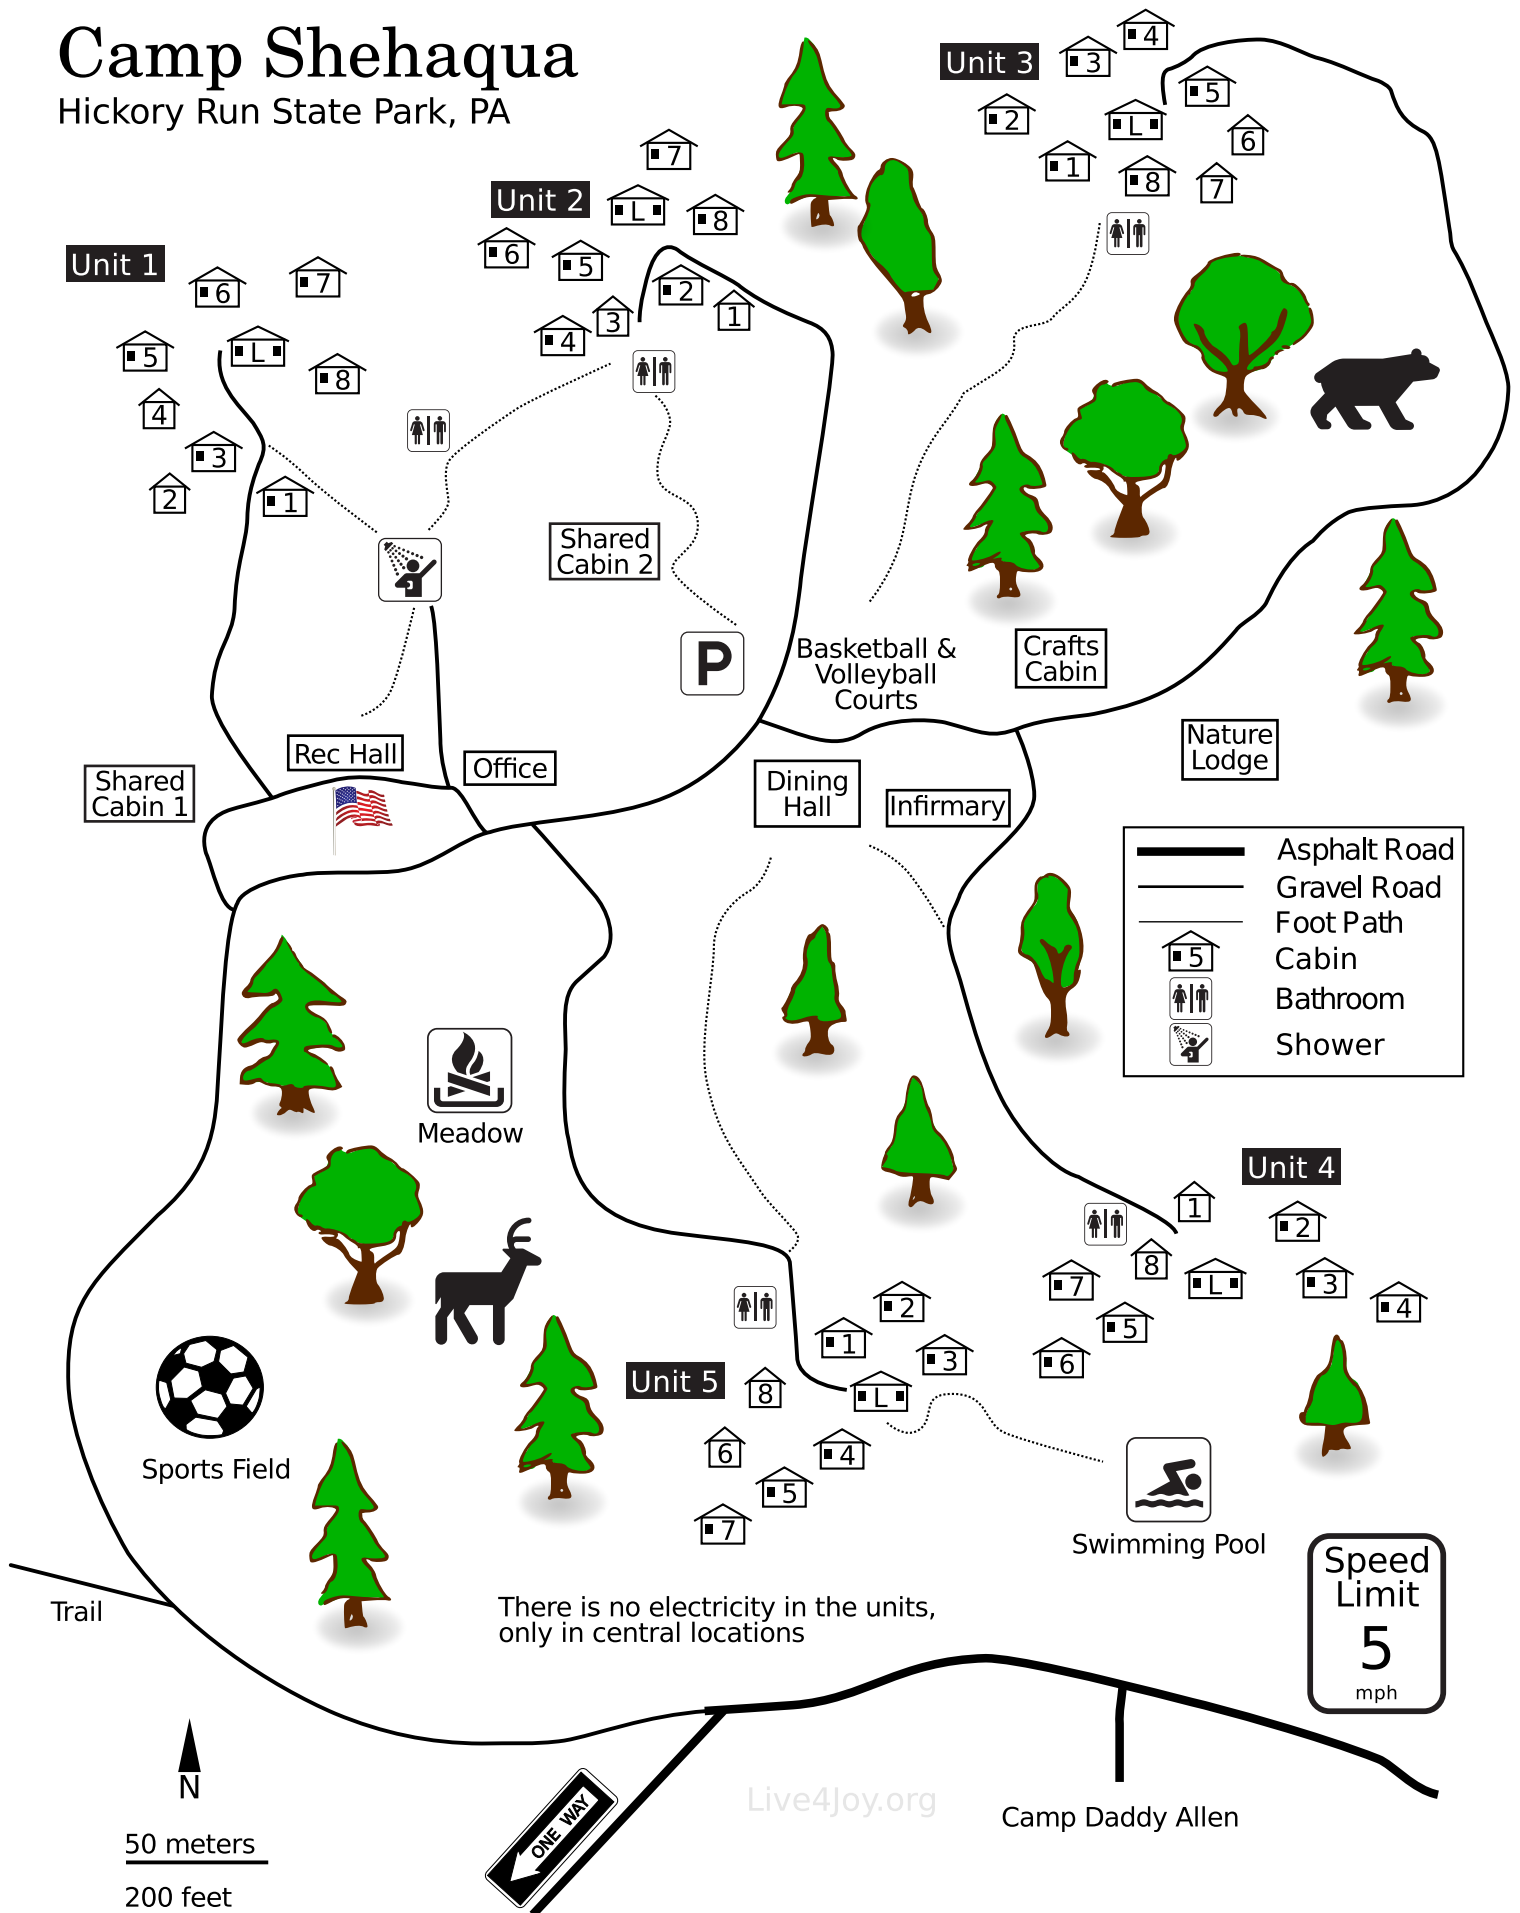 Camp Shehaqua
Hickory Run State Park, PA
Unit 3
4
3
5
2
L
6
1
8
7
Unit 2
7
L
8
6
5
2
1
3
4
Unit 1
6
7
5
L
8
4
3
2
1
Shared
Cabin 2
P
Basketball &
Volleyball
Courts
Crafts
Cabin
Nature
Lodge
Rec Hall
Office
Shared
Cabin 1
Dining
Hall
Infirmary
Asphalt Road
Gravel Road
Foot Path
5
Cabin
Bathroom
Shower
Meadow
Unit 4
1
2
8
7
L
3
4
5
6
Unit 5
2
1
3
8
L
6
4
5
7
Sports Field
Swimming Pool
Trail
There is no electricity in the units,
only in central locations
Speed
Limit
5
mph
N
50 meters
200 feet
ONE WAY
Live4Joy.org
Camp Daddy Allen